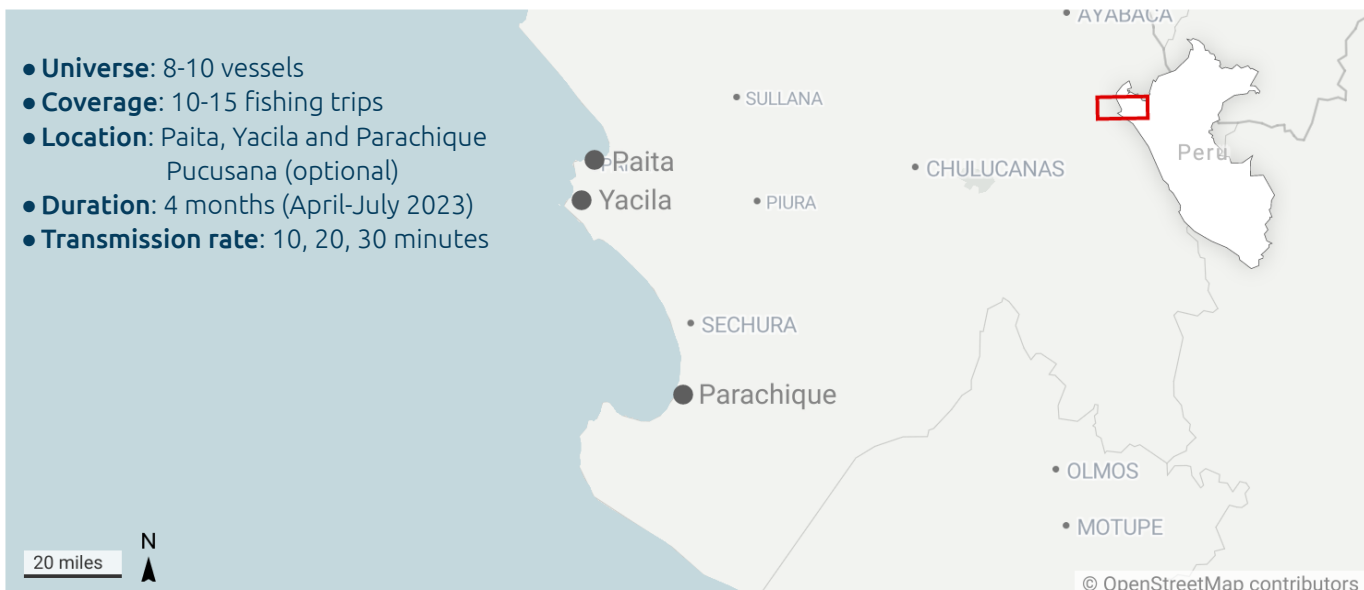 • Universe: 8-10 vessels
• Coverage: 10-15 fishing trips
• Location: Paita, Yacila and Parachique
Pucusana (optional)
• Duration: 4 months (April-July 2023)
• Transmission rate: 10, 20, 30 minutes
AYABACA
SULLANA
Paita
CHULUCANAS
Peru
Yacila
PIURA
SECHURA
Parachique
OLMOS
MOTUPE
N
20 miles
© OpenStreetMap contributors